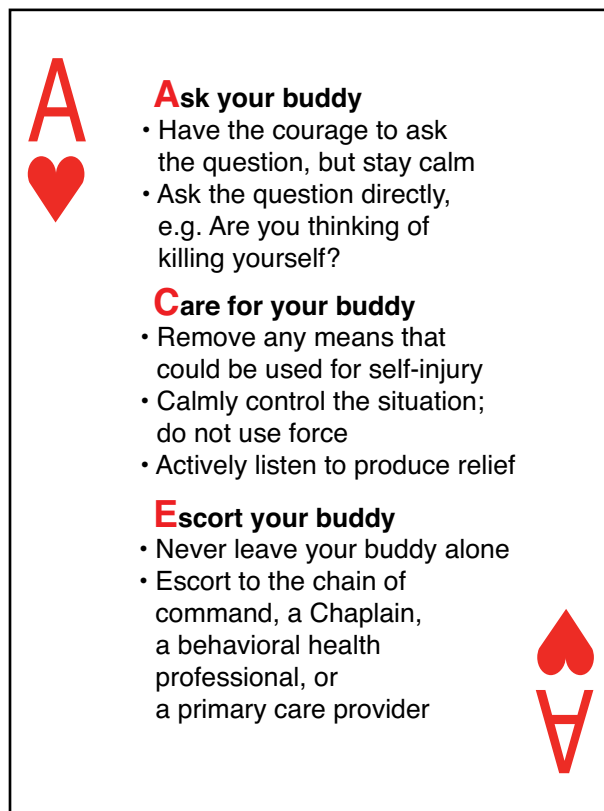 A
Ask your buddy
• Have the courage to ask
the question, but stay calm
• Ask the question directly,
e.g. Are you thinking of
killing yourself?
Care for your buddy
• Remove any means that
could be used for self-injury
• Calmly control the situation;
do not use force
• Actively listen to produce relief
Escort your buddy
• Never leave your buddy alone
• Escort to the chain of
command, a Chaplain,
a behavioral health
professional, or
a primary care provider
A